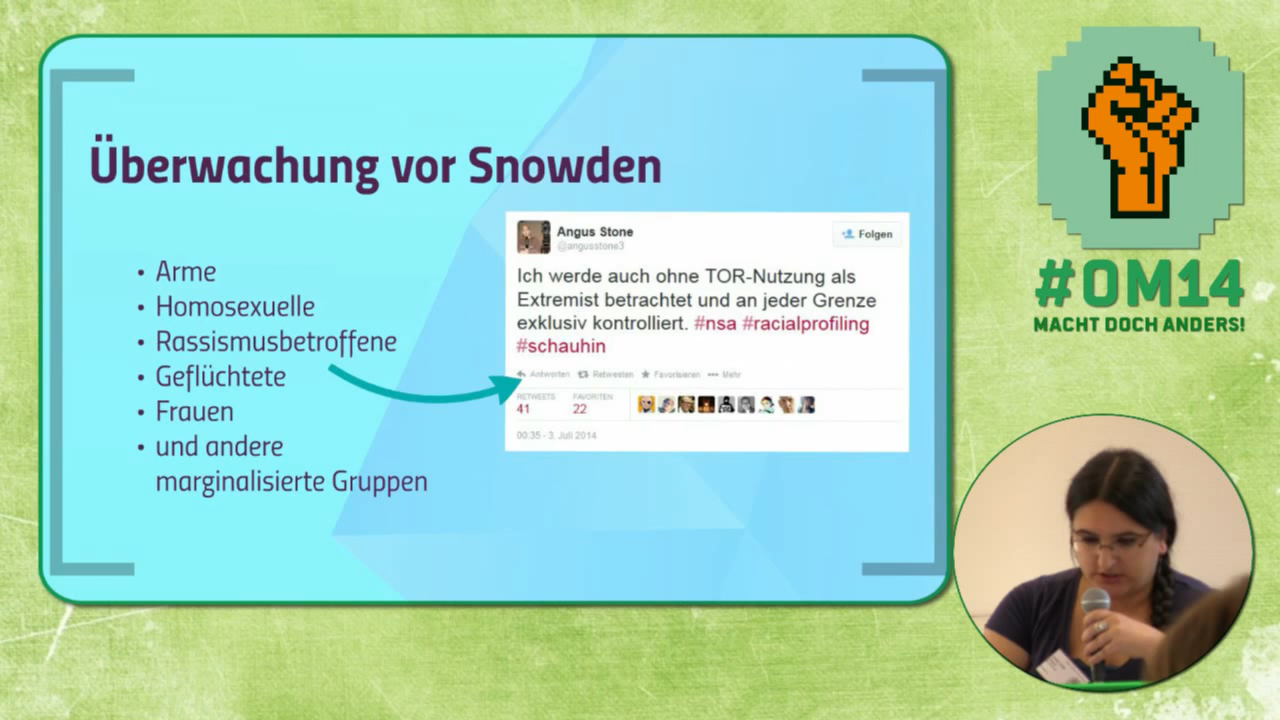 Überwachung vor Snowden
• Arme
• Homosexuelle
• Rassismusbetroffene
• Geflüchtete
• Frauen
• und andere
marginalisierte Gruppen
Angus Stone
@angusstone3
Folgen
Ich werde auch ohne TOR-Nutzung als
Extremist betrachtet und an jeder Grenze
exklusiv kontrolliert. #nsa #racialprofiling
#schauhin
Antworten Retweeten Favorisieren Mehr
RETWEETS FAVORITEN
41 22
00:35 - 3. Juli 2014
#OM14
MACHT DOCH ANDERS!